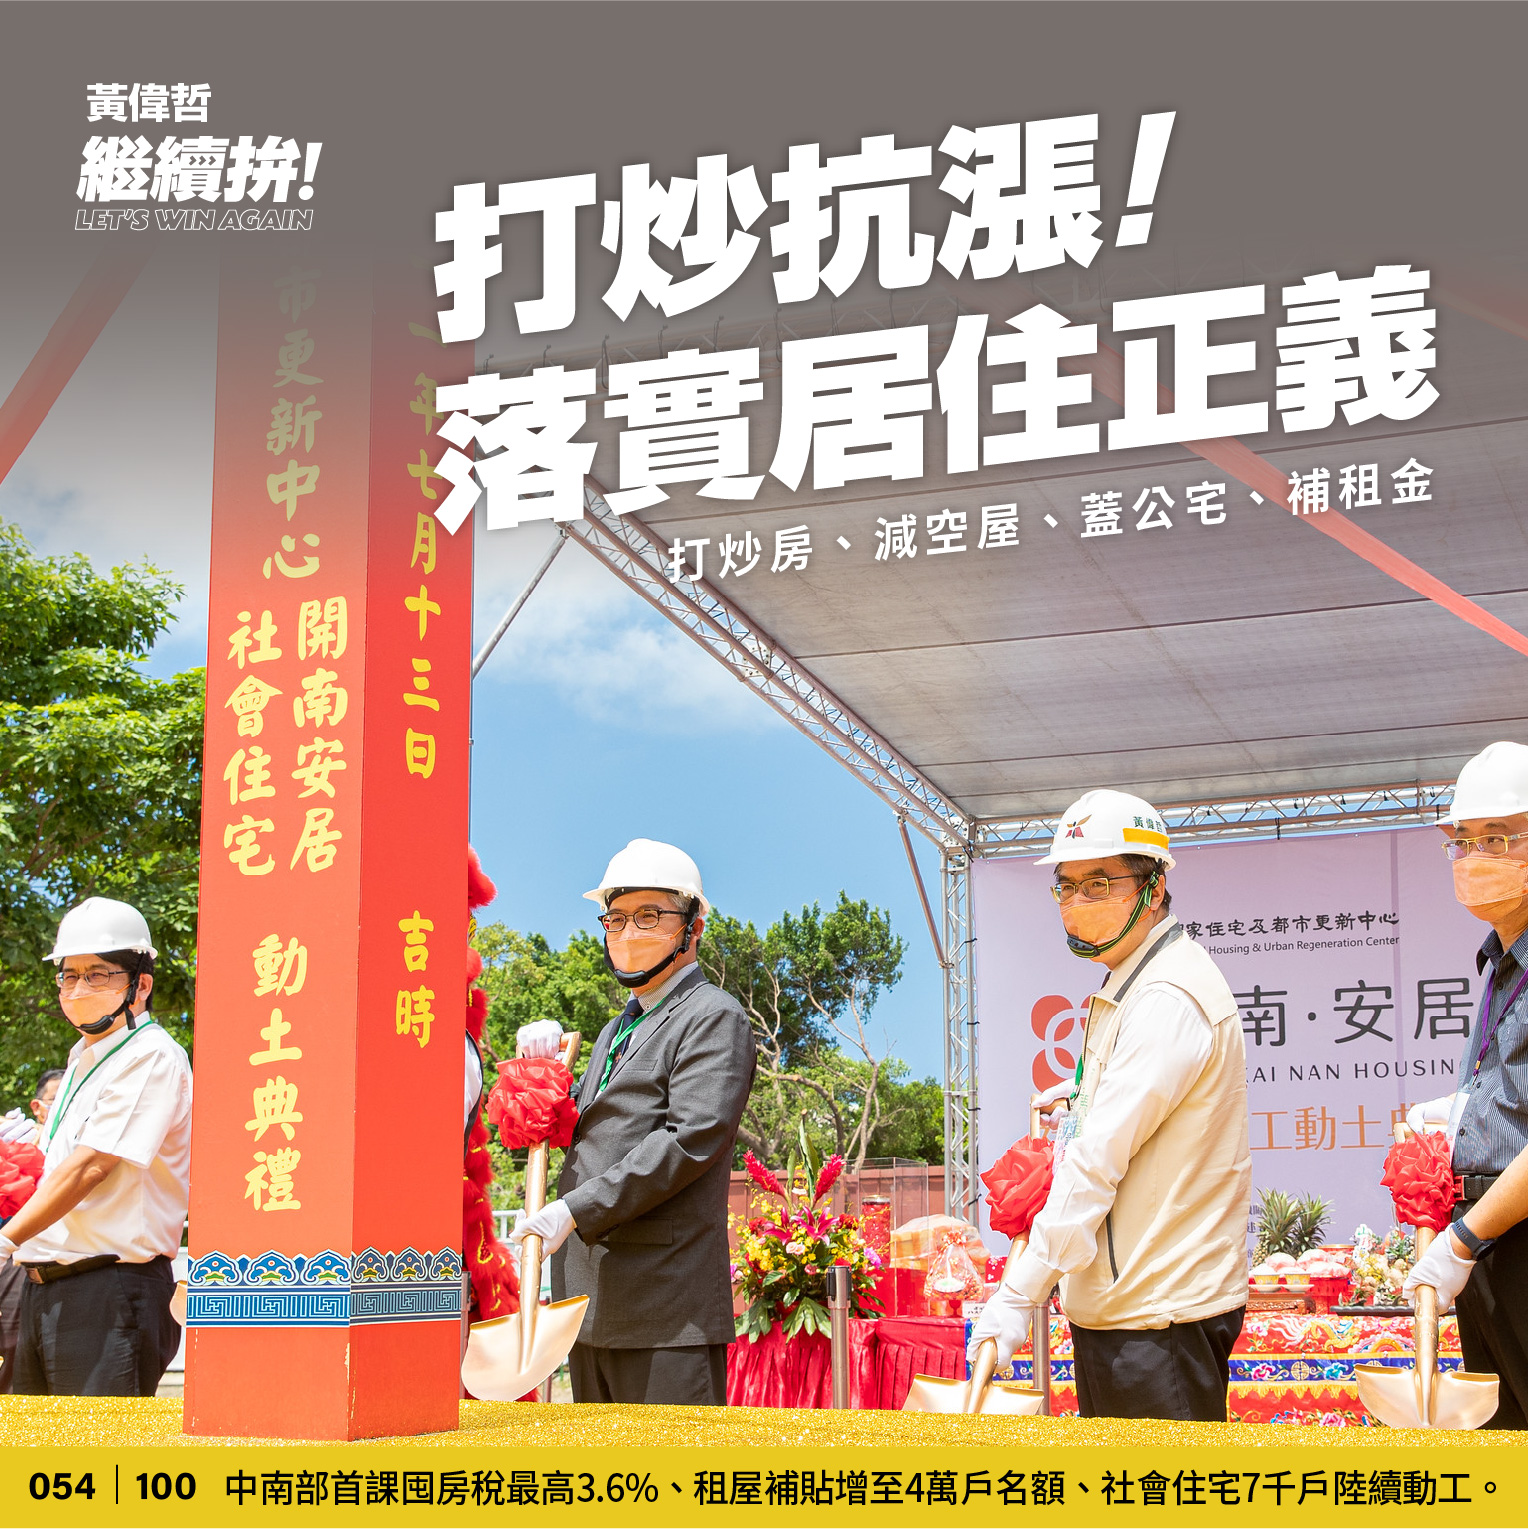 黃偉哲
繼續拚!
LET'S WIN AGAIN
打炒抗漲!
落實居住正義
打炒房、減空屋、蓋公宅、補租金
市更新中心
開南安居
社會住宅
動土典禮
年七月十三日
吉時
黃偉哲
家住宅及都市更新中心
Housing & Urban Regeneration Center
南·安居
AI NAN HOUSIN
工動土
054 | 100 中南部首課囤房稅最高3.6%、租屋補貼增至4萬戶名額、社會住宅7千戶陸續動工。